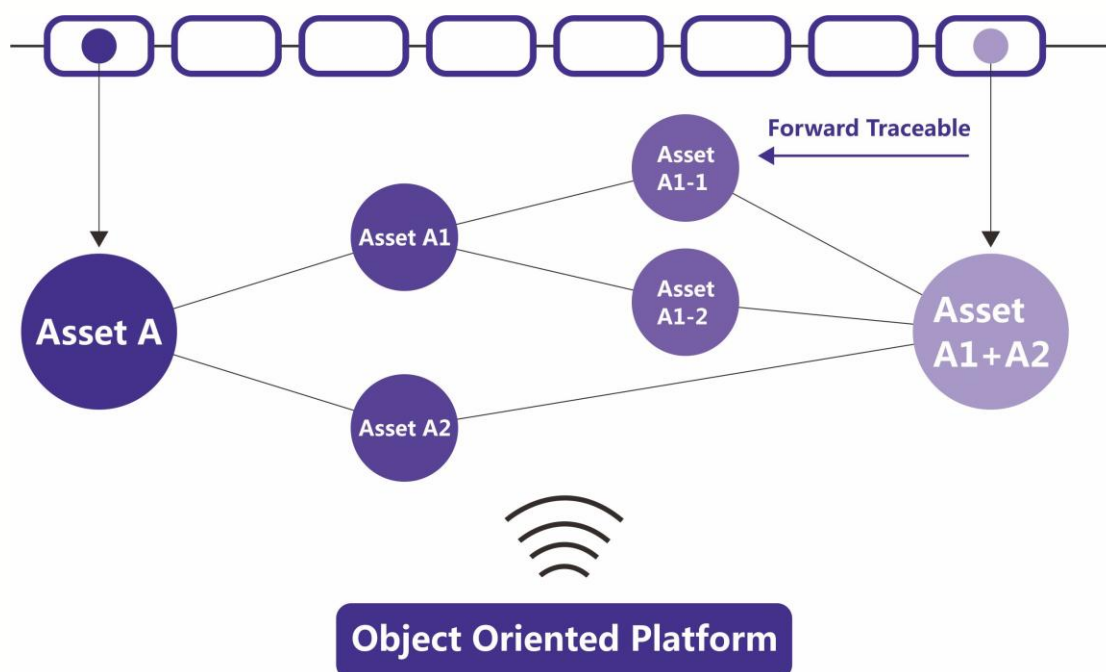 Forward Traceable
Asset
A1-1
Asset A1
Asset
A1-2
Asset A
Asset
A1+A2
Asset A2
Object Oriented Platform